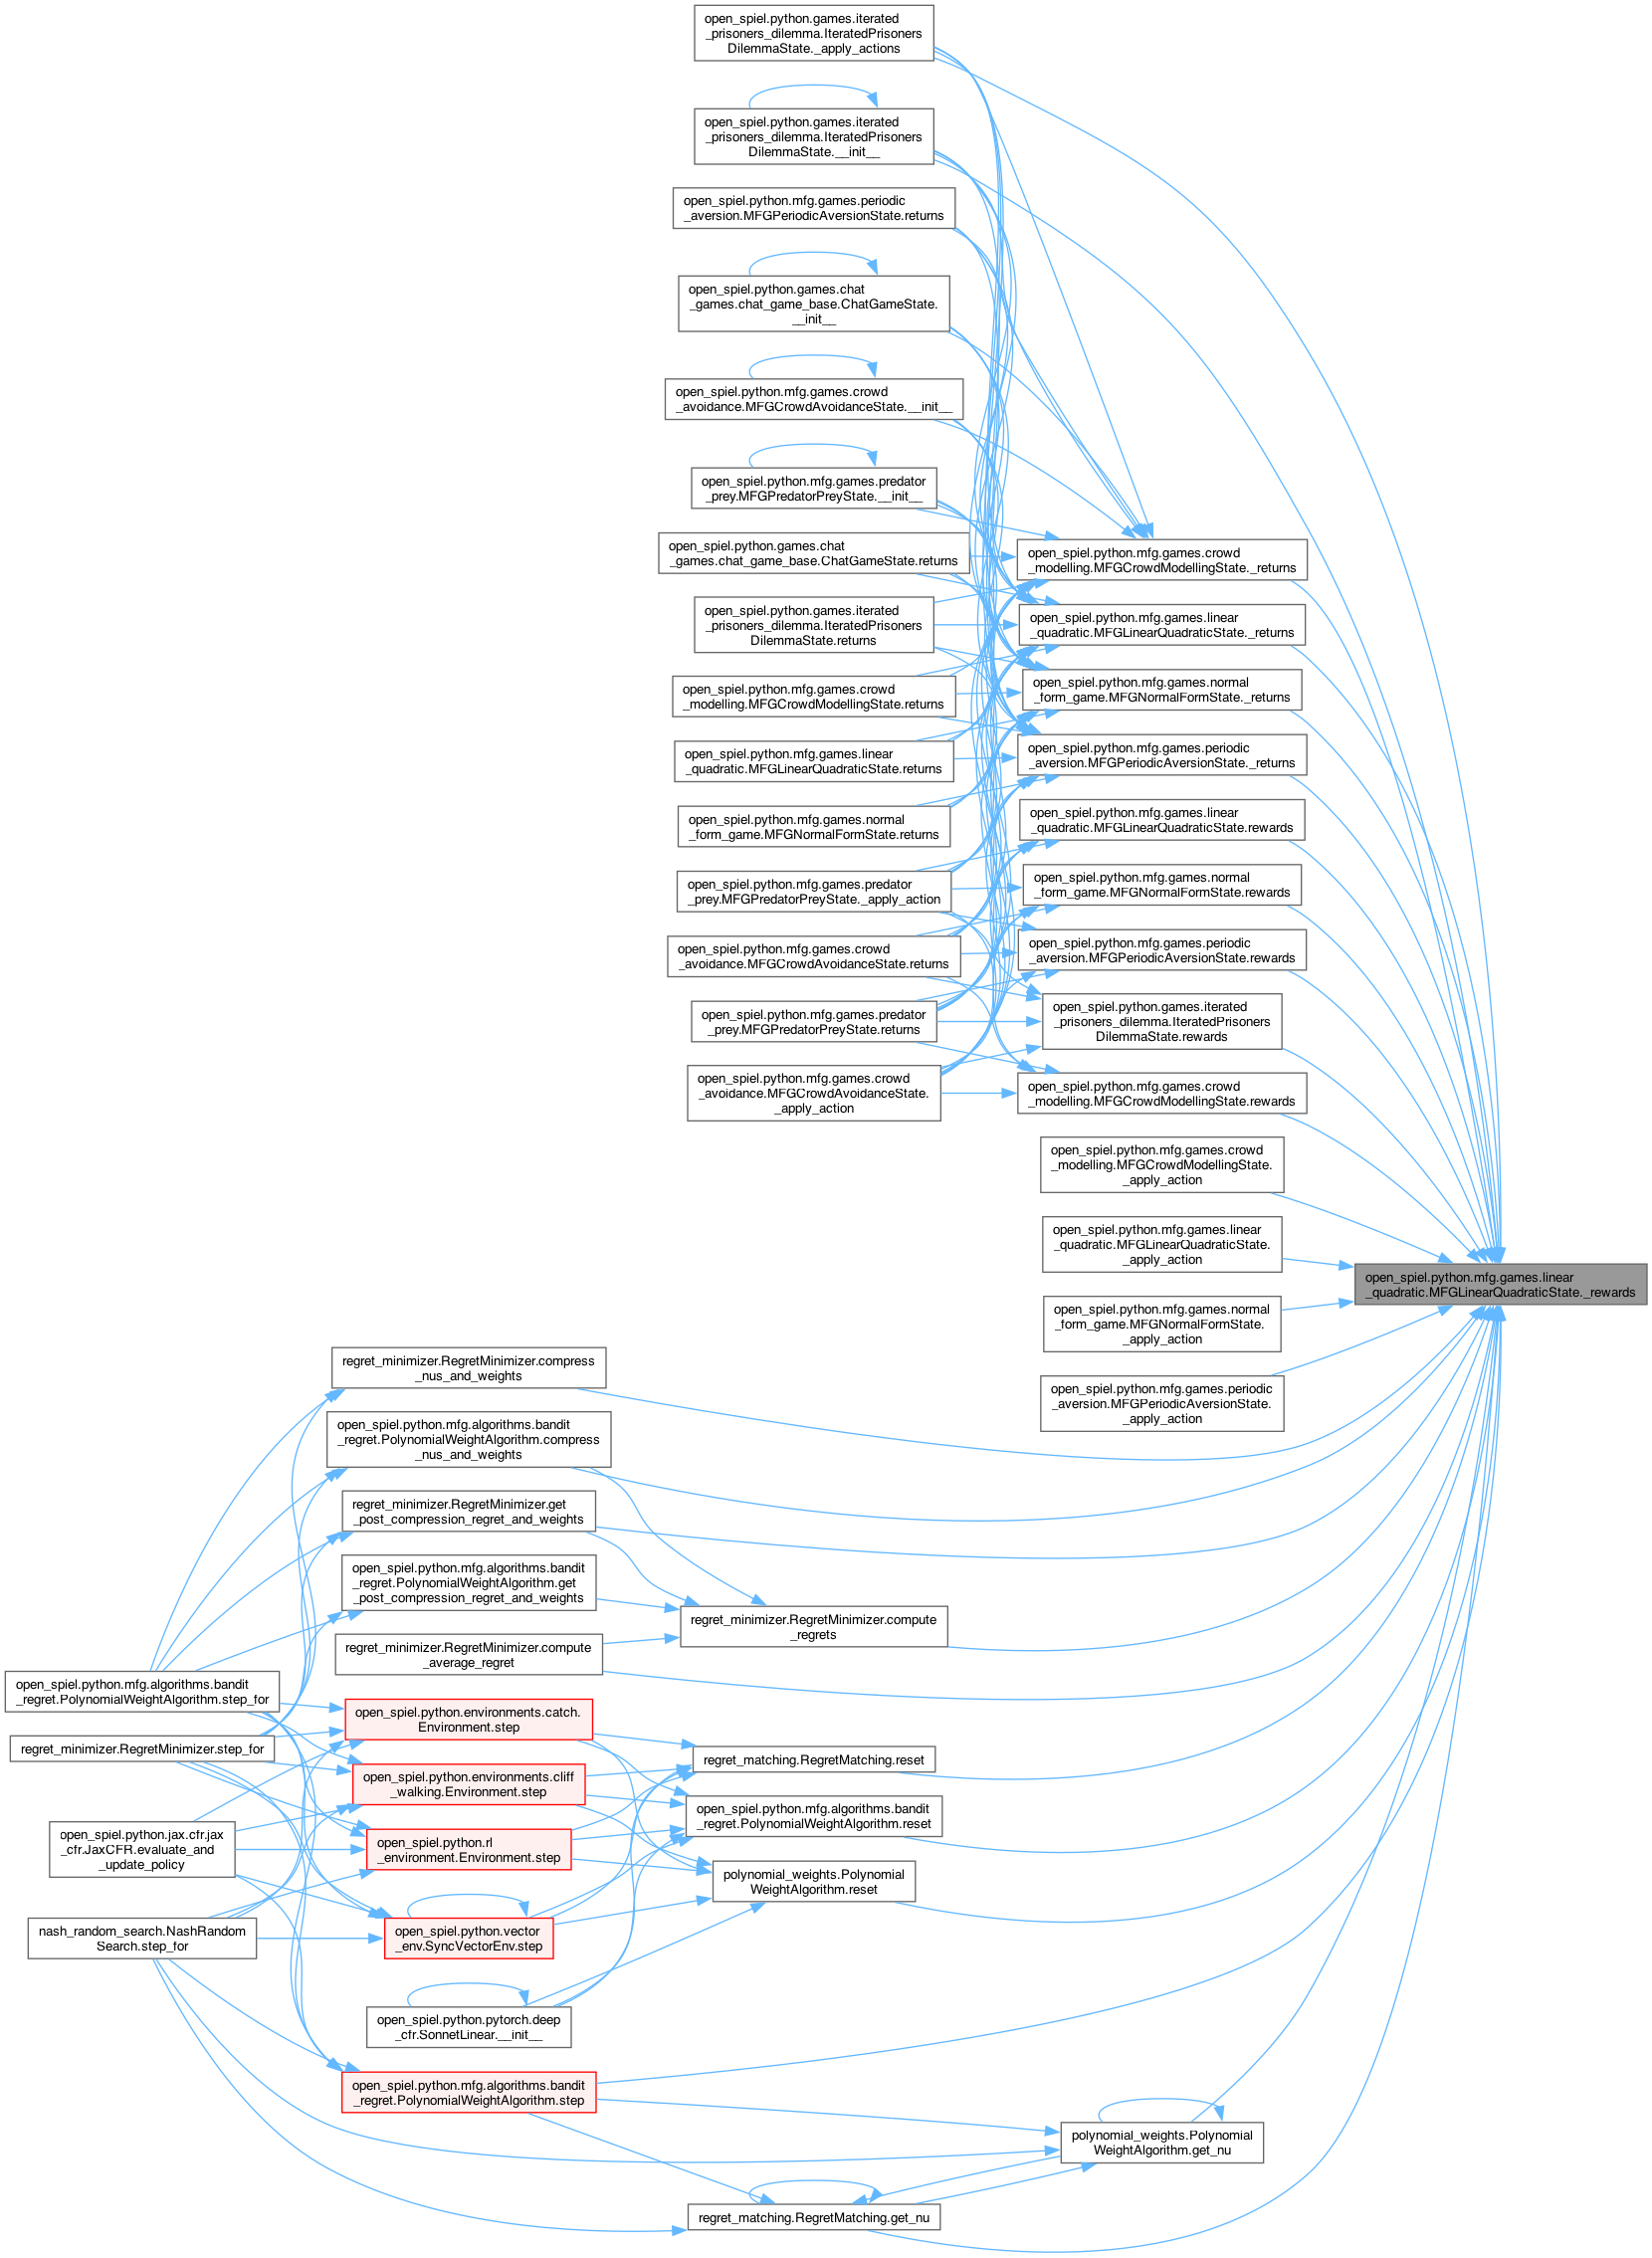 open_spiel.python.games.iterated
_prisoners_dilemma.IteratedPrisoners
DilemmaState._apply_actions
open_spiel.python.games.iterated
_prisoners_dilemma.IteratedPrisoners
DilemmaState.__init__
open_spiel.python.mfg.games.periodic
_aversion.MFGPeriodicAversionState.returns
open_spiel.python.games.chat
_games.chat_game_base.ChatGameState.
__init__
open_spiel.python.mfg.games.crowd
_avoidance.MFGCrowdAvoidanceState.__init__
open_spiel.python.mfg.games.predator
_prey.MFGPredatorPreyState.__init__
open_spiel.python.games.chat
_games.chat_game_base.ChatGameState.returns
open_spiel.python.games.iterated
_prisoners_dilemma.IteratedPrisoners
DilemmaState.returns
open_spiel.python.mfg.games.crowd
_modelling.MFGCrowdModellingState.returns
open_spiel.python.mfg.games.linear
_quadratic.MFGLinearQuadraticState.returns
open_spiel.python.mfg.games.normal
_form_game.MFGNormalFormState.returns
open_spiel.python.mfg.games.predator
_prey.MFGPredatorPreyState._apply_action
open_spiel.python.mfg.games.crowd
_avoidance.MFGCrowdAvoidanceState.returns
open_spiel.python.mfg.games.predator
_prey.MFGPredatorPreyState.returns
open_spiel.python.mfg.games.crowd
_avoidance.MFGCrowdAvoidanceState.
_apply_action
open_spiel.python.mfg.games.crowd
_modelling.MFGCrowdModellingState._returns
open_spiel.python.mfg.games.linear
_quadratic.MFGLinearQuadraticState._returns
open_spiel.python.mfg.games.normal
_form_game.MFGNormalFormState._returns
open_spiel.python.mfg.games.periodic
_aversion.MFGPeriodicAversionState._returns
open_spiel.python.mfg.games.linear
_quadratic.MFGLinearQuadraticState.rewards
open_spiel.python.mfg.games.normal
_form_game.MFGNormalFormState.rewards
open_spiel.python.mfg.games.periodic
_aversion.MFGPeriodicAversionState.rewards
open_spiel.python.games.iterated
_prisoners_dilemma.IteratedPrisoners
DilemmaState.rewards
open_spiel.python.mfg.games.crowd
_modelling.MFGCrowdModellingState.rewards
open_spiel.python.mfg.games.crowd
_modelling.MFGCrowdModellingState.
_apply_action
open_spiel.python.mfg.games.linear
_quadratic.MFGLinearQuadraticState.
_apply_action
open_spiel.python.mfg.games.normal
_form_game.MFGNormalFormState.
_apply_action
open_spiel.python.mfg.games.periodic
_aversion.MFGPeriodicAversionState.
_apply_action
open_spiel.python.mfg.games.linear
_quadratic.MFGLinearQuadraticState._rewards
regret_minimizer.RegretMinimizer.compress
_nus_and_weights
open_spiel.python.mfg.algorithms.bandit
_regret.PolynomialWeightAlgorithm.compress
_nus_and_weights
regret_minimizer.RegretMinimizer.get
_post_compression_regret_and_weights
open_spiel.python.mfg.algorithms.bandit
_regret.PolynomialWeightAlgorithm.get
_post_compression_regret_and_weights
regret_minimizer.RegretMinimizer.compute
_regrets
regret_minimizer.RegretMinimizer.compute
_average_regret
open_spiel.python.mfg.algorithms.bandit
_regret.PolynomialWeightAlgorithm.step_for
regret_minimizer.RegretMinimizer.step_for
open_spiel.python.environments.catch.
Environment.step
open_spiel.python.environments.cliff
_walking.Environment.step
regret_matching.RegretMatching.reset
open_spiel.python.mfg.algorithms.bandit
_regret.PolynomialWeightAlgorithm.reset
open_spiel.python.jax.cfr.jax
_cfr.JaxCFR.evaluate_and
_update_policy
open_spiel.python.rl
_environment.Environment.step
polynomial_weights.Polynomial
WeightAlgorithm.reset
nash_random_search.NashRandom
Search.step_for
open_spiel.python.vector
_env.SyncVectorEnv.step
open_spiel.python.pytorch.deep
_cfr.SonnetLinear.__init__
open_spiel.python.mfg.algorithms.bandit
_regret.PolynomialWeightAlgorithm.step
polynomial_weights.Polynomial
WeightAlgorithm.get_nu
regret_matching.RegretMatching.get_nu